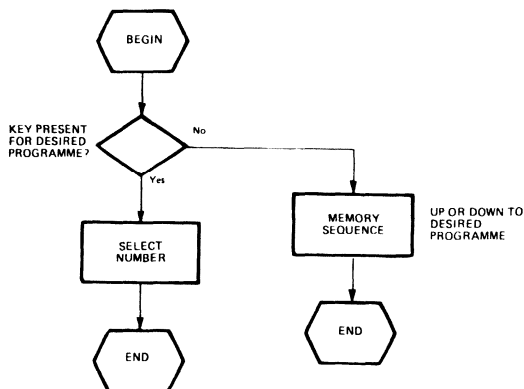 BEGIN
KEY PRESENT
FOR DESIRED
PROGRAMME?
No
Yes
SELECT
NUMBER
MEMORY
SEQUENCE
UP OR DOWN TO
DESIRED
PROGRAMME
END
END